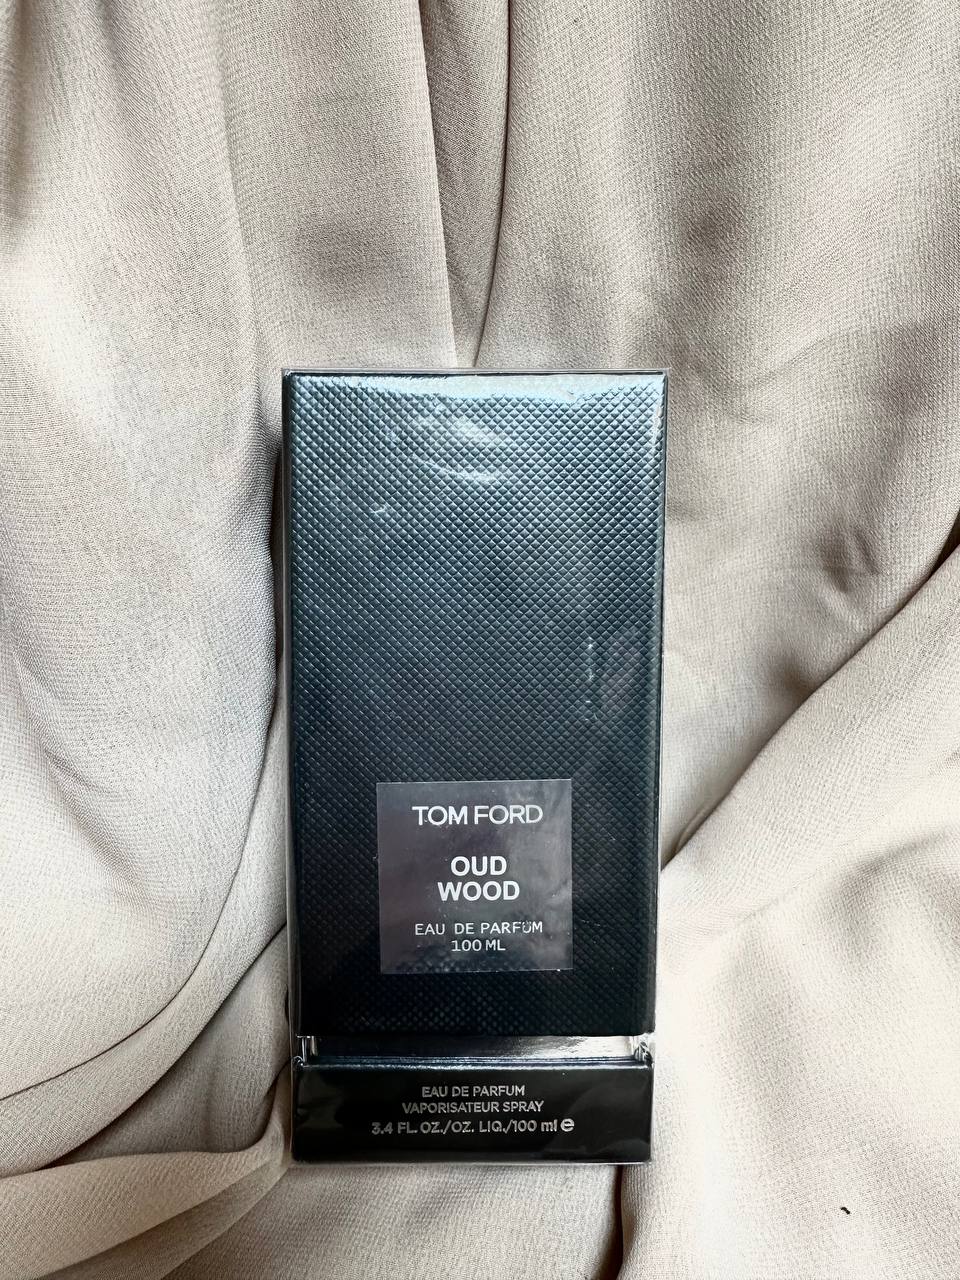 TOM FORD
OUD
WOOD
EAU DE PARFUM
100 ML
EAU DE PARFUM
VAPORISATEUR SPRAY
3.4 FL. OZ./OZ. LIQ./100 ml ℮